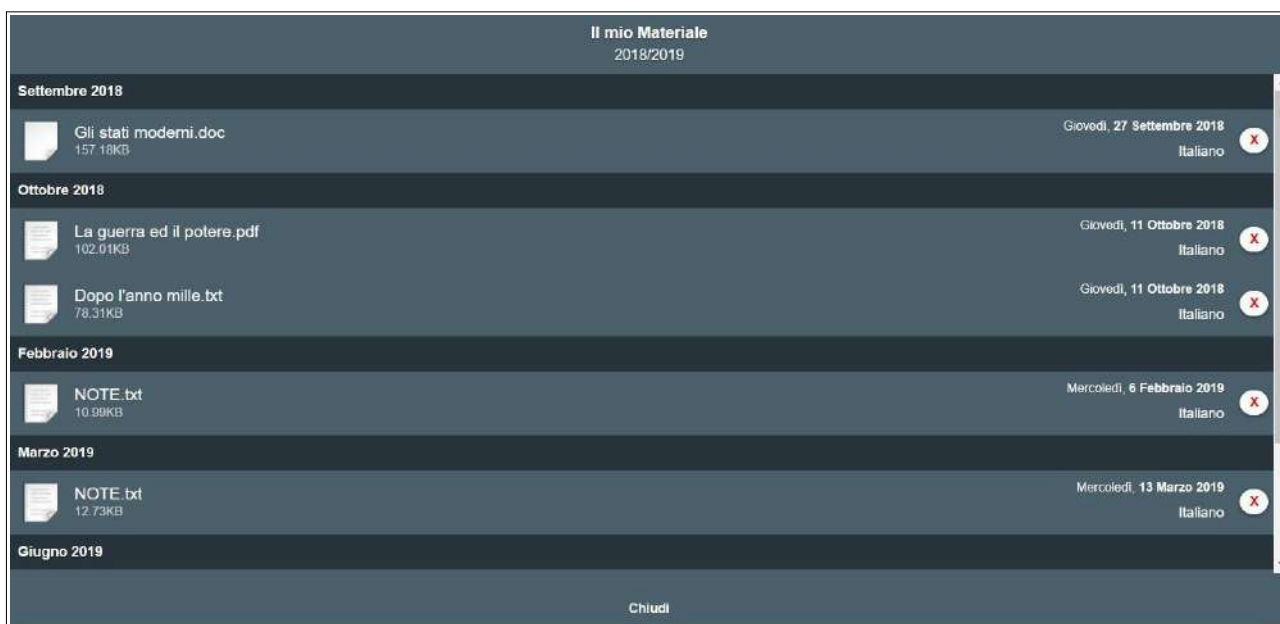 Il mio Materiale
2018/2019
Settembre 2018
Gli stati moderni.doc
157.18KB
Giovedì, 27 Settembre 2018
Italiano
X
Ottobre 2018
La guerra ed il potere.pdf
102.01KB
Giovedì, 11 Ottobre 2018
Italiano
X
Dopo l'anno mille.txt
78.31KB
Giovedì, 11 Ottobre 2018
Italiano
X
Febbraio 2019
NOTE.txt
10.99KB
Mercoledì, 6 Febbraio 2019
Italiano
X
Marzo 2019
NOTE.txt
12.73KB
Mercoledì, 13 Marzo 2019
Italiano
X
Giugno 2019
Chiudi